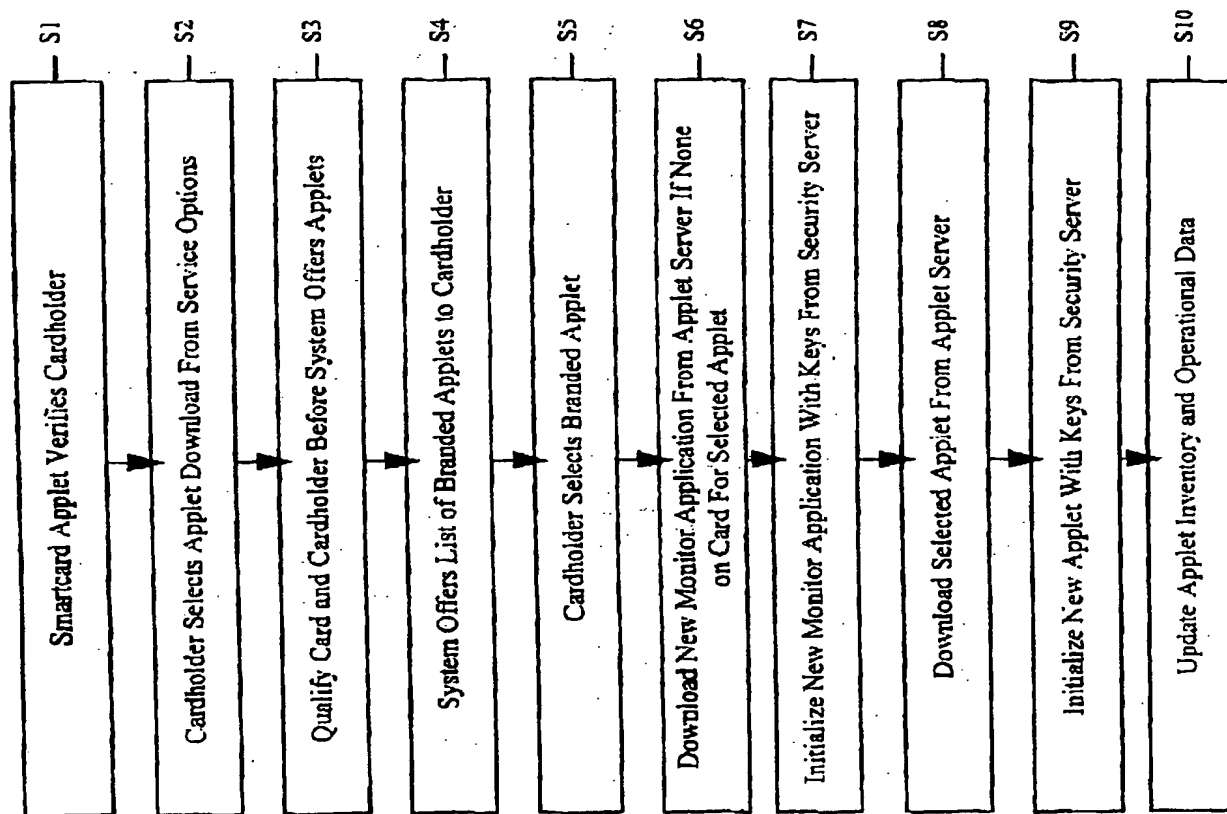 Smartcard Applet Verifies Cardholder
S1
Cardholder Selects Applet Download From Service Options
S2
Qualify Card and Cardholder Before System Offers Applets
S3
System Offers List of Branded Applets to Cardholder
S4
Cardholder Selects Branded Applet
S5
Download New Monitor Application From Applet Server If None
on Card For Selected Applet
S6
Initialize New Monitor Application With Keys From Security Server
S7
Download Selected Applet From Applet Server
S8
Initialize New Applet With Keys From Security Server
S9
Update Applet Inventory and Operational Data
S10